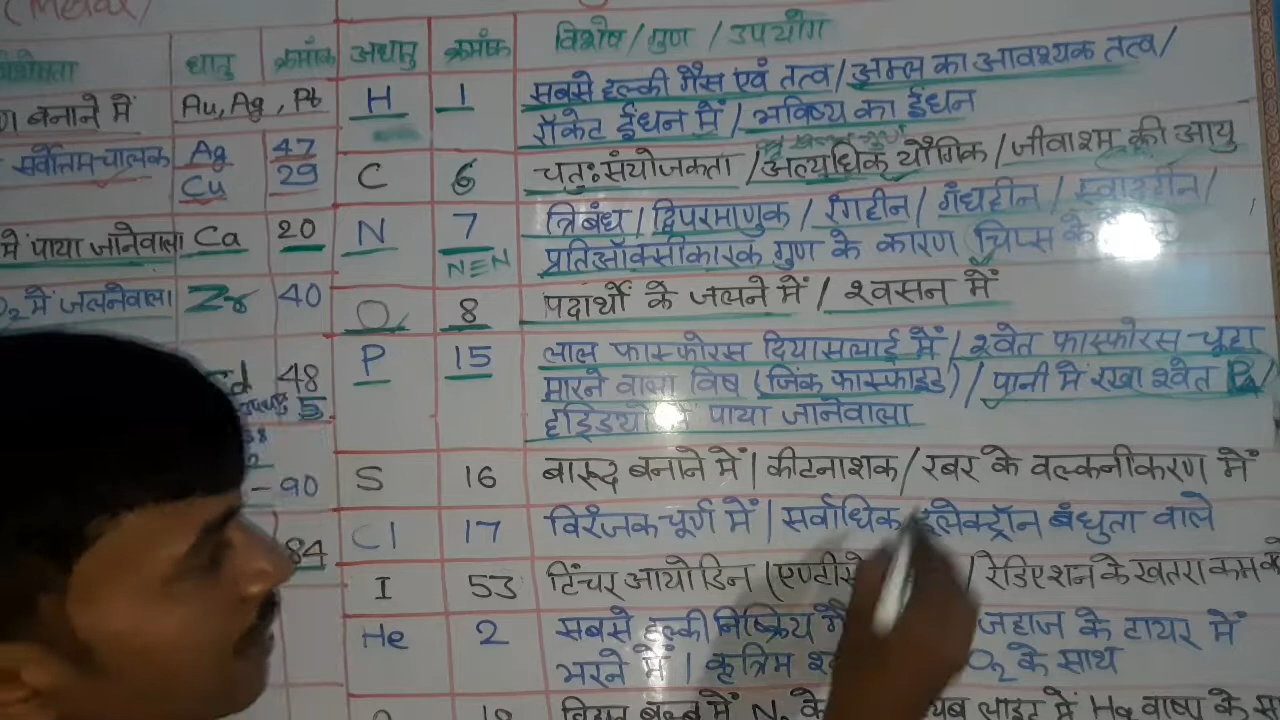 (Metal)
धातु क्रमांक अधातु क्रमांक विशेष/गुण/उपयोग
बनाने में Au, Ag, Pb H 1 सबसे हल्की गैस एवं तत्व/अम्ल का आवश्यक तत्व/
रॉकेट ईंधन में/भविष्य का ईंधन
सर्वोतम चालक Ag 47
Cu 29 C 6 चतुःसंयोजकता/अत्यधिक यौगिक/जीवाश्म की आयु
में पाया जानेवाला Ca 20 N 7 त्रिबंध/द्विपरमाणुक/रंगहीन/गंधहीन/स्वादहीन/
N≡N प्रतिऑक्सीकारक गुण के कारण चिप्स के
में जलनेवाला Zr 40 O 8 पदार्थों के जलने में/श्वसन में
48 P 15 लाल फास्फोरस दियासलाई में/श्वेत फास्फोरस-चूहा
5 मारने वाला विष (जिंक फास्फाइड)/पानी में रखा श्वेत P₄/
पाया जानेवाला
-90 S 16 बारूद बनाने में/कीटनाशक/रबर के वल्कनीकरण में
84 Cl 17 विरंजक चूर्ण में/सर्वाधिक इलेक्ट्रॉन बंधुता वाले
I 53 टिंचर आयोडिन /रेडिएशन के खतरा कम
He 2 सबसे हल्की निष्क्रिय जहाज के टायर में
भरने में/कृत्रिम O₂ के साथ